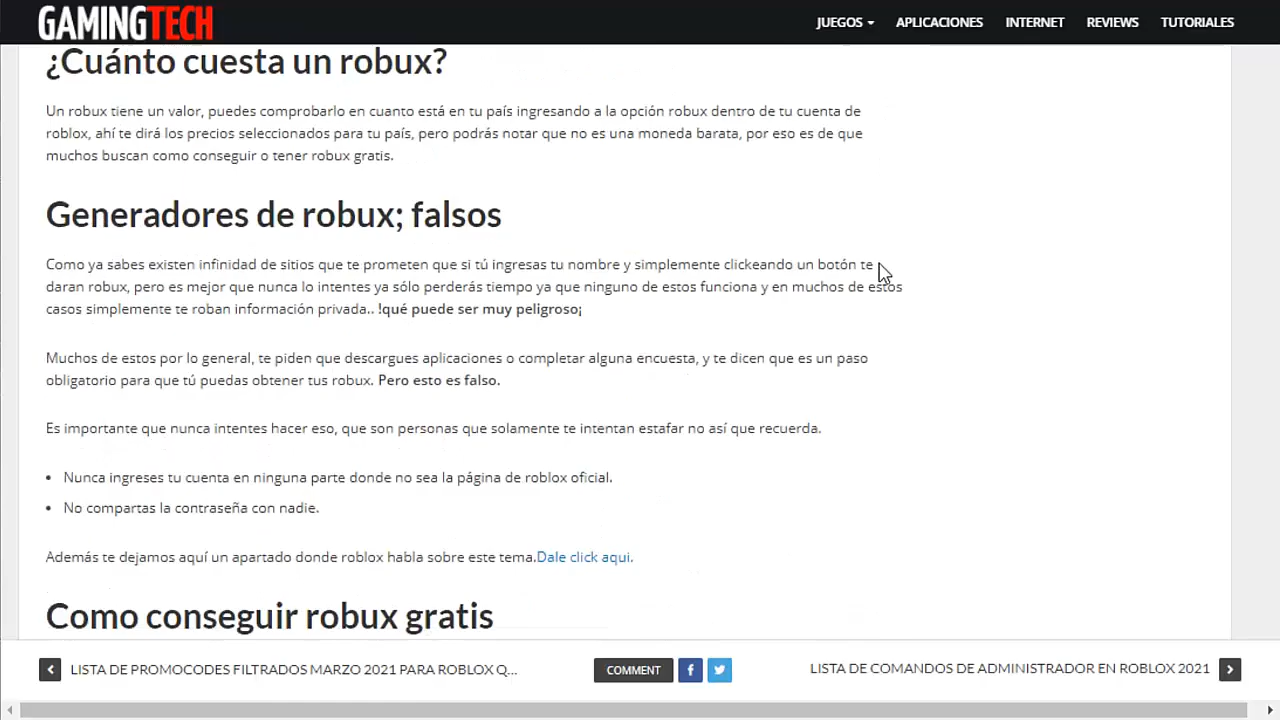 GAMINGTECH
JUEGOS
APLICACIONES
INTERNET
REVIEWS
TUTORIALES
¿Cuánto cuesta un robux?
Un robux tiene un valor, puedes comprobarlo en cuanto está en tu país ingresando a la opción robux dentro de tu cuenta de
roblox, ahí te dirá los precios seleccionados para tu país, pero podrás notar que no es una moneda barata, por eso es de que
muchos buscan como conseguir o tener robux gratis.
Generadores de robux; falsos
Como ya sabes existen infinidad de sitios que te prometen que si tú ingresas tu nombre y simplemente clickeando un botón te
daran robux, pero es mejor que nunca lo intentes ya sólo perderás tiempo ya que ninguno de estos funciona y en muchos de estos
casos simplemente te roban información privada.. !qué puede ser muy peligroso¡
Muchos de estos por lo general, te piden que descargues aplicaciones o completar alguna encuesta, y te dicen que es un paso
obligatorio para que tú puedas obtener tus robux. Pero esto es falso.
Es importante que nunca intentes hacer eso, que son personas que solamente te intentan estafar no así que recuerda.
• Nunca ingreses tu cuenta en ninguna parte donde no sea la página de roblox oficial.
• No compartas la contraseña con nadie.
Además te dejamos aquí un apartado donde roblox habla sobre este tema.Dale click aqui.
Como conseguir robux gratis
LISTA DE PROMOCODES FILTRADOS MARZO 2021 PARA ROBLOX Q...
COMMENT
LISTA DE COMANDOS DE ADMINISTRADOR EN ROBLOX 2021